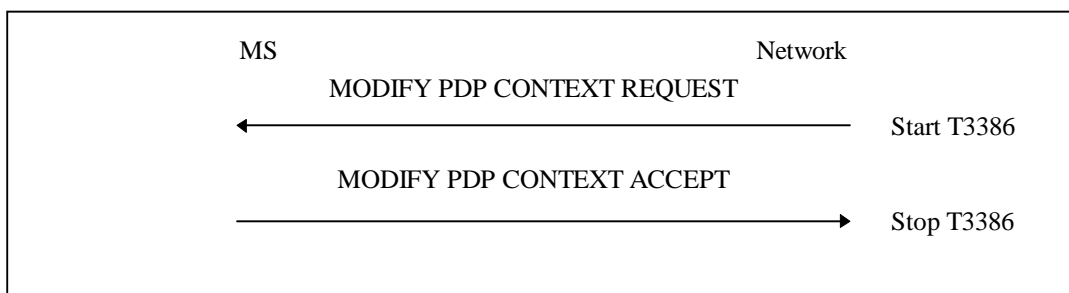 MS Network
MODIFY PDP CONTEXT REQUEST
Start T3386
MODIFY PDP CONTEXT ACCEPT
Stop T3386